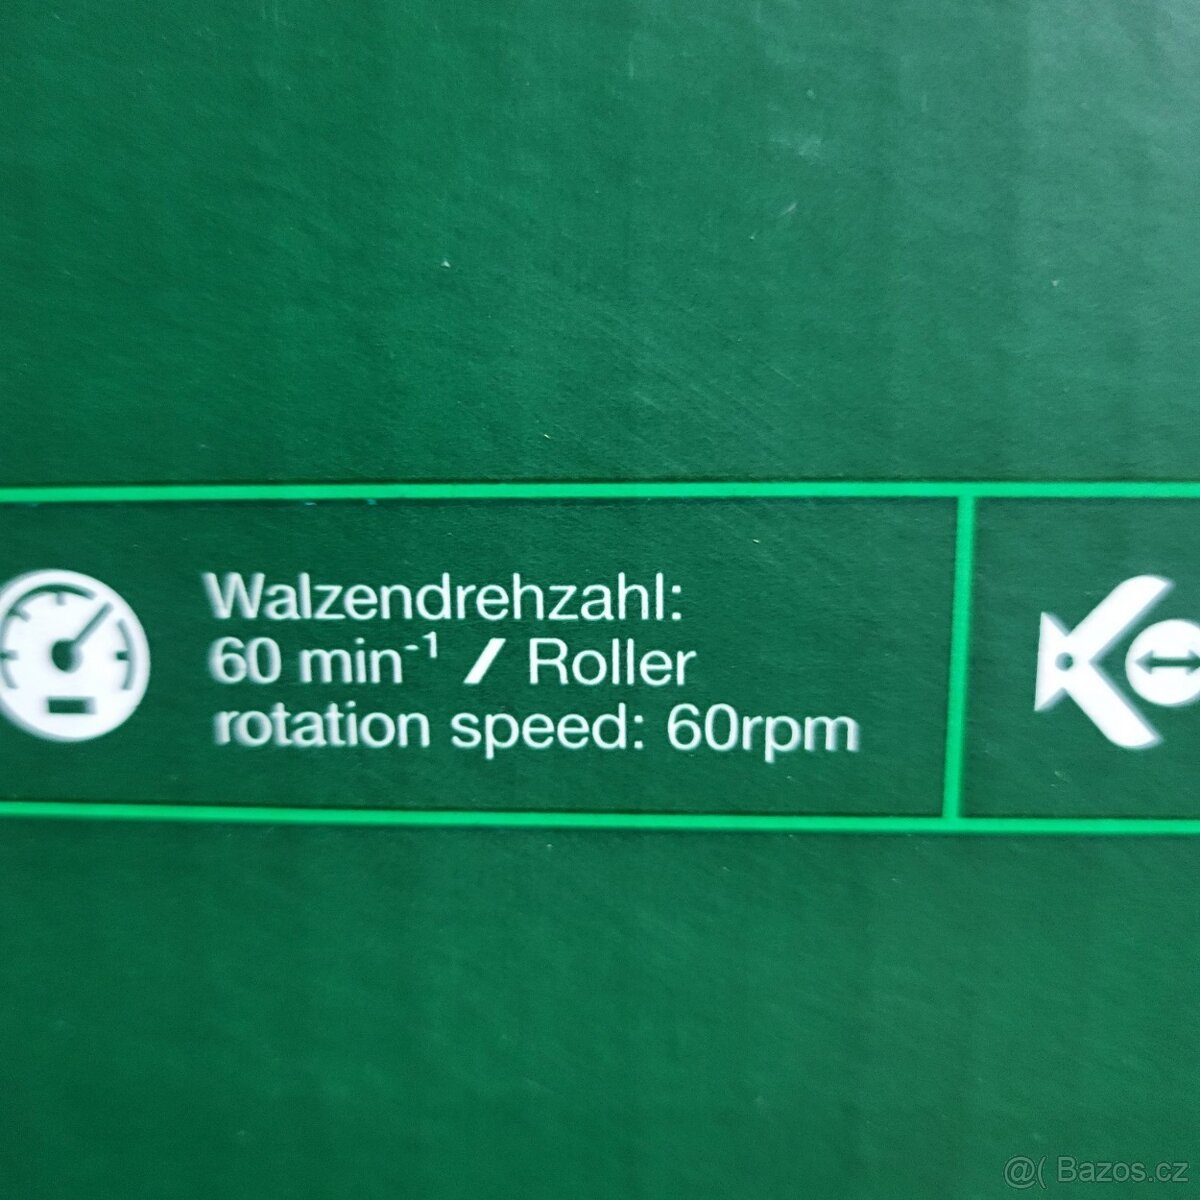 Walzendrehzahl:
60 min⁻¹ / Roller
rotation speed: 60rpm
@( Bazos.cz